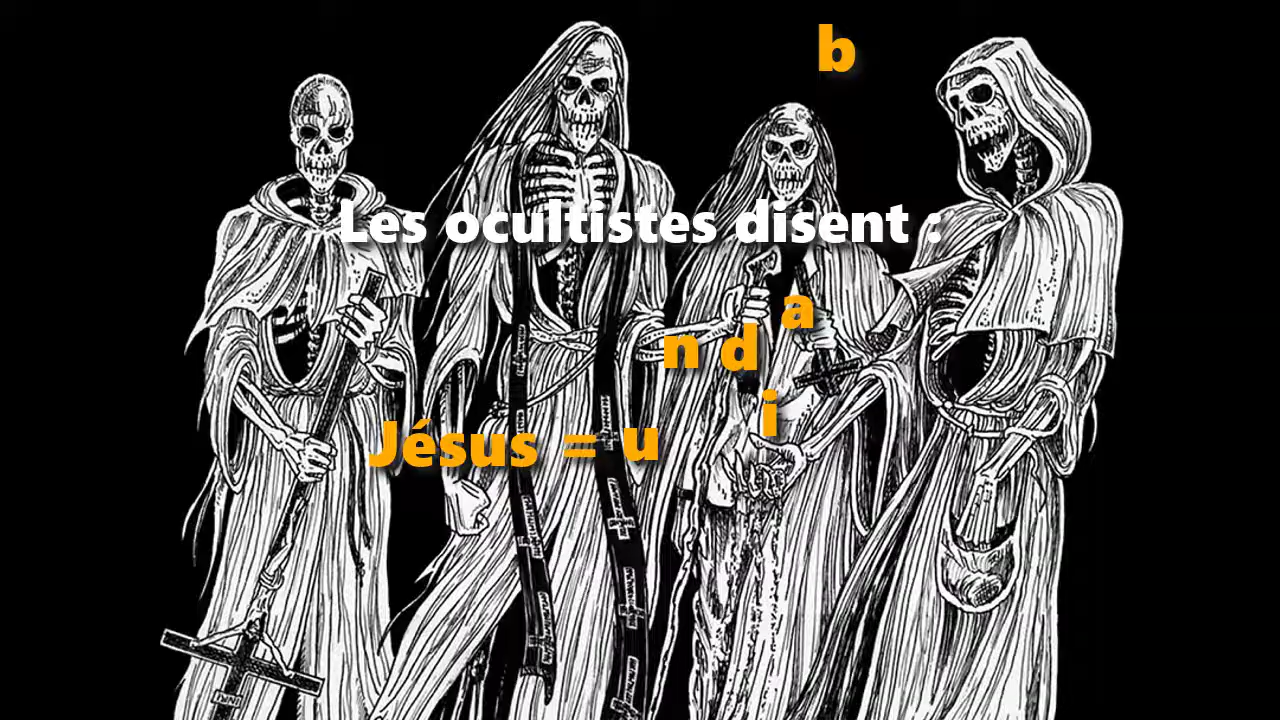 Les ocultistes disent :
Jésus = u n d i a b